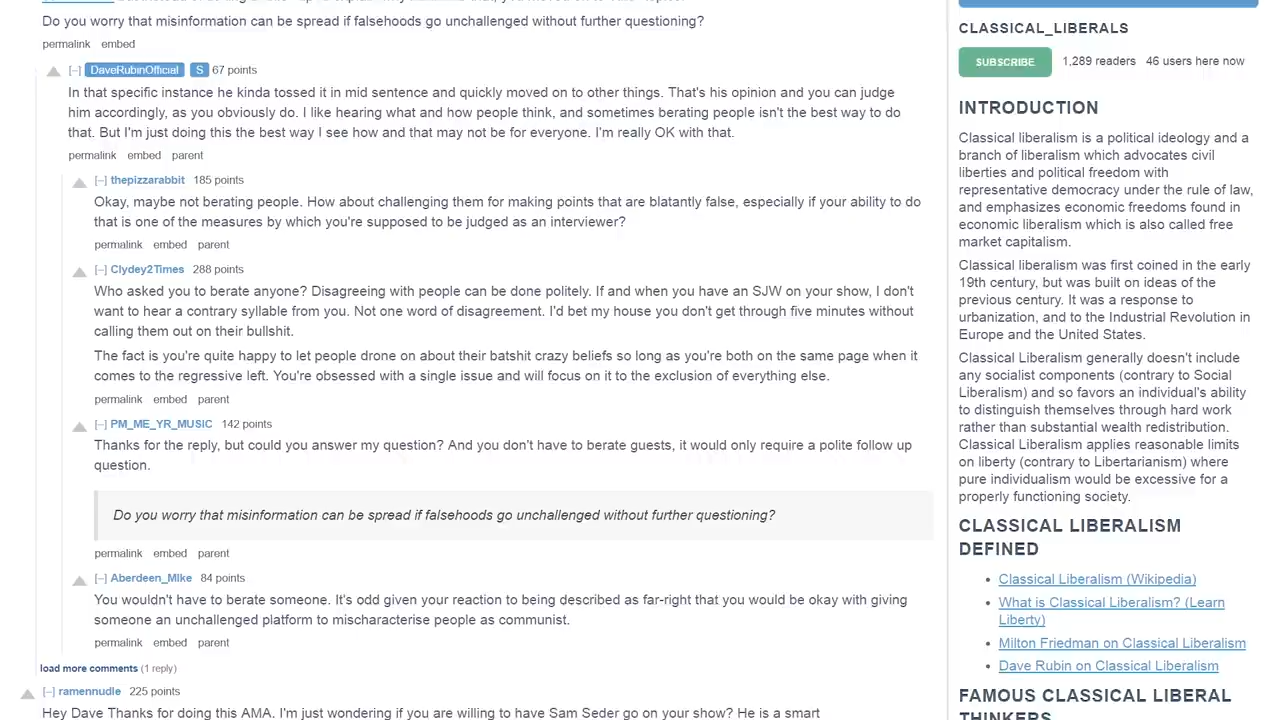 Do you worry that misinformation can be spread if falsehoods go unchallenged without further questioning?
permalink embed
[–] DaveRubinOfficial S 67 points
In that specific instance he kinda tossed it in mid sentence and quickly moved on to other things. That's his opinion and you can judge
him accordingly, as you obviously do. I like hearing what and how people think, and sometimes berating people isn't the best way to do
that. But I'm just doing this the best way I see how and that may not be for everyone. I'm really OK with that.
permalink embed parent
[–] thepizzarabbit 185 points
Okay, maybe not berating people. How about challenging them for making points that are blatantly false, especially if your ability to do
that is one of the measures by which you're supposed to be judged as an interviewer?
permalink embed parent
[–] Clydey2Times 288 points
Who asked you to berate anyone? Disagreeing with people can be done politely. If and when you have an SJW on your show, I don't
want to hear a contrary syllable from you. Not one word of disagreement. I'd bet my house you don't get through five minutes without
calling them out on their bullshit.
The fact is you're quite happy to let people drone on about their batshit crazy beliefs so long as you're both on the same page when it
comes to the regressive left. You're obsessed with a single issue and will focus on it to the exclusion of everything else.
permalink embed parent
[–] PM_ME_YR_MUSIC 142 points
Thanks for the reply, but could you answer my question? And you don't have to berate guests, it would only require a polite follow up
question.
Do you worry that misinformation can be spread if falsehoods go unchallenged without further questioning?
permalink embed parent
[–] Aberdeen_Mike 84 points
You wouldn't have to berate someone. It's odd given your reaction to being described as far-right that you would be okay with giving
someone an unchallenged platform to mischaracterise people as communist.
permalink embed parent
load more comments (1 reply)
[–] ramennudle 225 points
Hey Dave Thanks for doing this AMA. I'm just wondering if you are willing to have Sam Seder go on your show? He is a smart
CLASSICAL_LIBERALS
SUBSCRIBE 1,289 readers 46 users here now
INTRODUCTION
Classical liberalism is a political ideology and a
branch of liberalism which advocates civil
liberties and political freedom with
representative democracy under the rule of law,
and emphasizes economic freedoms found in
economic liberalism which is also called free
market capitalism.
Classical liberalism was first coined in the early
19th century, but was built on ideas of the
previous century. It was a response to
urbanization, and to the Industrial Revolution in
Europe and the United States.
Classical Liberalism generally doesn't include
any socialist components (contrary to Social
Liberalism) and so favors an individual's ability
to distinguish themselves through hard work
rather than substantial wealth redistribution.
Classical Liberalism applies reasonable limits
on liberty (contrary to Libertarianism) where
pure individualism would be excessive for a
properly functioning society.
CLASSICAL LIBERALISM
DEFINED
• Classical Liberalism (Wikipedia)
• What is Classical Liberalism? (Learn
Liberty)
• Milton Friedman on Classical Liberalism
• Dave Rubin on Classical Liberalism
FAMOUS CLASSICAL LIBERAL
THINKERS